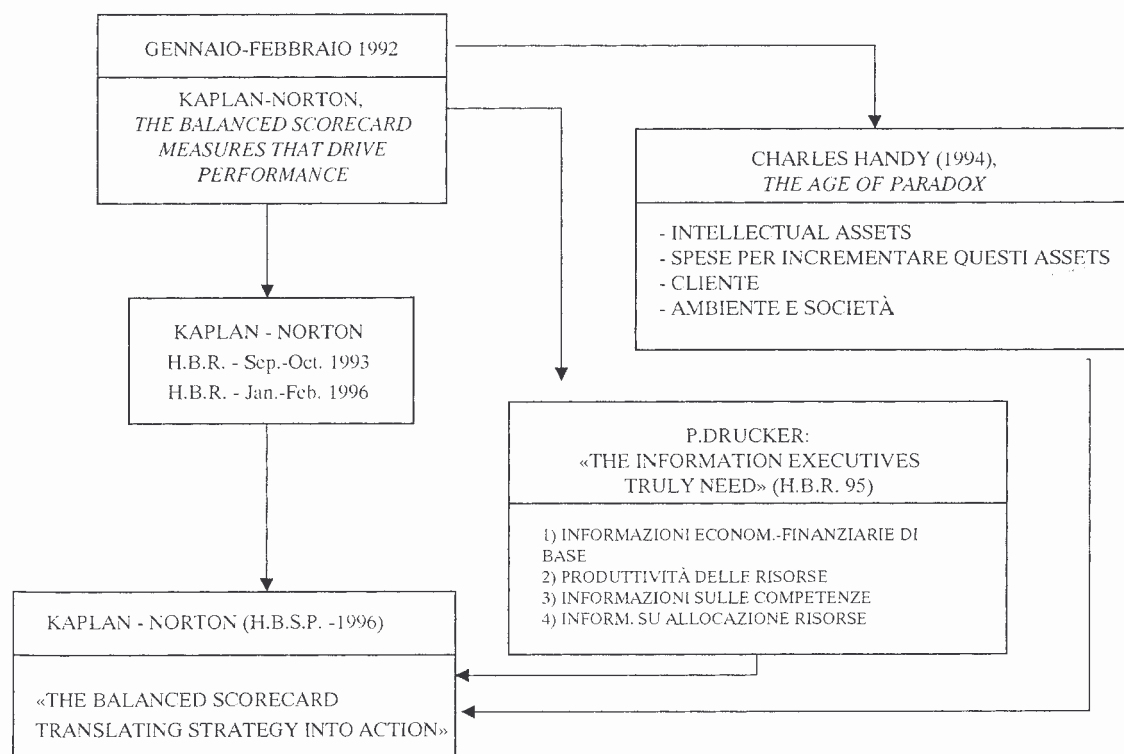 GENNAIO-FEBBRAIO 1992
KAPLAN-NORTON,
THE BALANCED SCORECARD
MEASURES THAT DRIVE
PERFORMANCE
CHARLES HANDY (1994),
THE AGE OF PARADOX
- INTELLECTUAL ASSETS
- SPESE PER INCREMENTARE QUESTI ASSETS
- CLIENTE
- AMBIENTE E SOCIETÀ
KAPLAN - NORTON
H.B.R. - Sep.-Oct. 1993
H.B.R. - Jan.-Feb. 1996
P.DRUCKER:
«THE INFORMATION EXECUTIVES
TRULY NEED» (H.B.R. 95)
1) INFORMAZIONI ECONOM.-FINANZIARIE DI
BASE
2) PRODUTTIVITÀ DELLE RISORSE
3) INFORMAZIONI SULLE COMPETENZE
4) INFORM. SU ALLOCAZIONE RISORSE
KAPLAN - NORTON (H.B.S.P. -1996)
«THE BALANCED SCORECARD
TRANSLATING STRATEGY INTO ACTION»